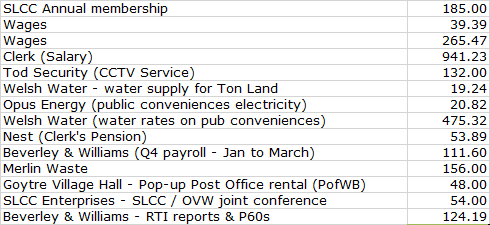 SLCC Annual membership 185.00
Wages 39.39
Wages 265.47
Clerk (Salary) 941.23
Tod Security (CCTV Service) 132.00
Welsh Water - water supply for Ton Land 19.24
Opus Energy (public conveniences electricity) 20.82
Welsh Water (water rates on pub conveniences) 475.32
Nest (Clerk's Pension) 53.89
Beverley & Williams (Q4 payroll - Jan to March) 111.60
Merlin Waste 156.00
Goytre Village Hall - Pop-up Post Office rental (PofWB) 48.00
SLCC Enterprises - SLCC / OVW joint conference 54.00
Beverley & Williams - RTI reports & P60s 124.19